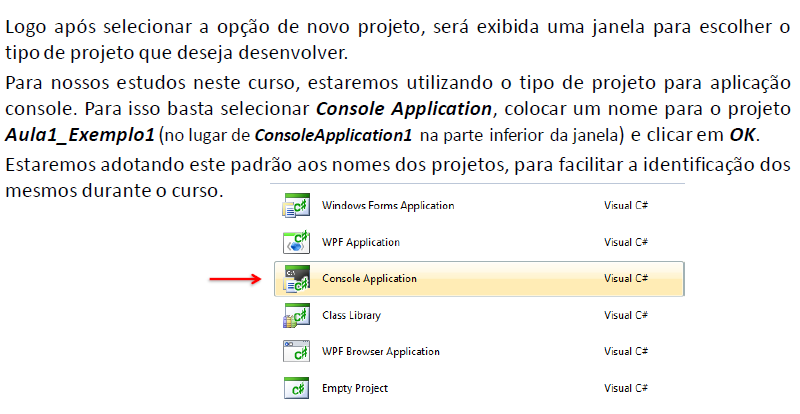 Logo após selecionar a opção de novo projeto, será exibida uma janela para escolher o
tipo de projeto que deseja desenvolver.
Para nossos estudos neste curso, estaremos utilizando o tipo de projeto para aplicação
console. Para isso basta selecionar Console Application, colocar um nome para o projeto
Aula1_Exemplo1 (no lugar de ConsoleApplication1 na parte inferior da janela) e clicar em OK.
Estaremos adotando este padrão aos nomes dos projetos, para facilitar a identificação dos
mesmos durante o curso.
Windows Forms Application Visual C#
WPF Application Visual C#
Console Application Visual C#
Class Library Visual C#
WPF Browser Application Visual C#
Empty Project Visual C#